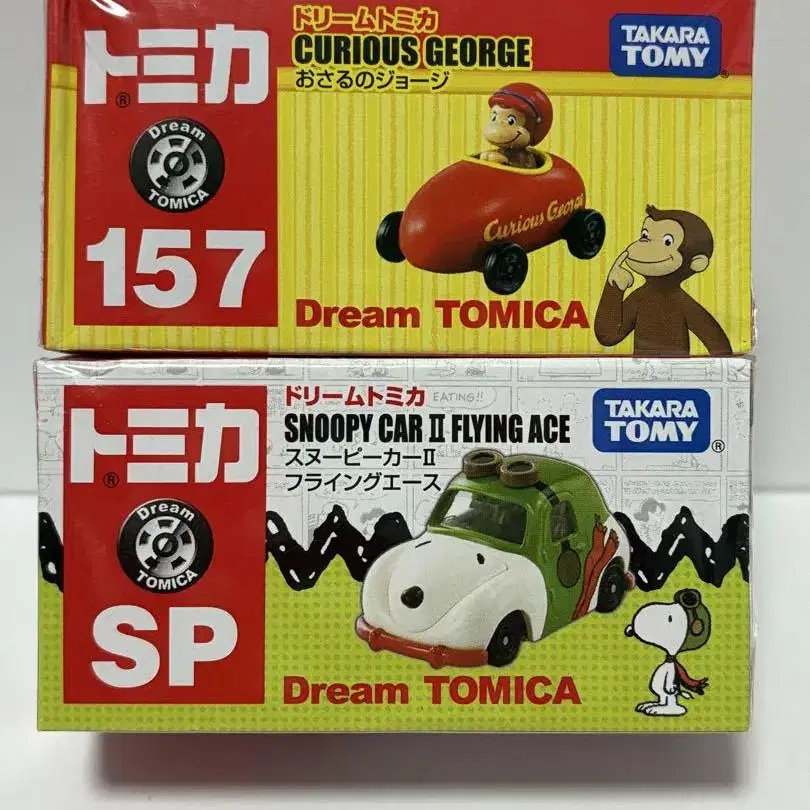 トミカ
®
Dream
TOMICA
157
ドリームトミカ
CURIOUS GEORGE
おさるのジョージ
TAKARA
TOMY
®
Curious George
Dream TOMICA
トミカ
®
Dream
TOMICA
SP
ドリームトミカ
SNOOPY CAR II FLYING ACE
スヌーピーカーII
フライングエース
EATING!!
TAKARA
TOMY
®
Dream TOMICA